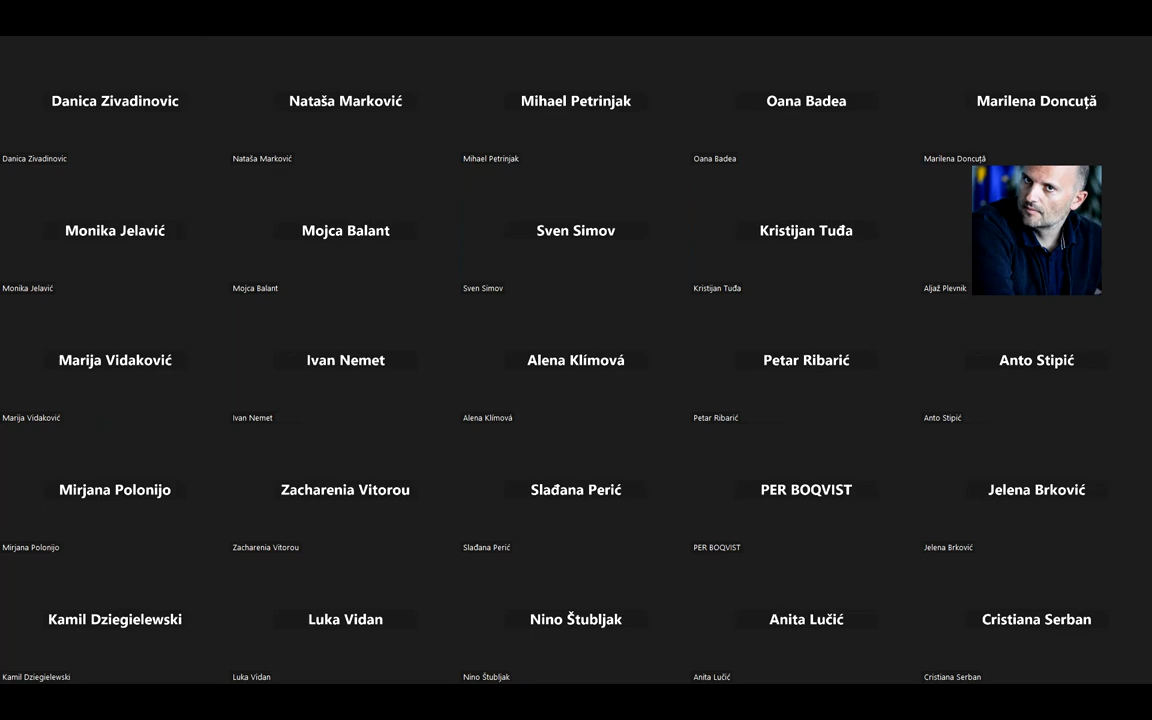 Danica Zivadinovic
Nataša Marković
Mihael Petrinjak
Oana Badea
Marilena Doncuță
Danica Zivadinovic
Nataša Marković
Mihael Petrinjak
Oana Badea
Marilena Doncuță
Monika Jelavić
Mojca Balant
Sven Simov
Kristijan Tuđa
Monika Jelavić
Mojca Balant
Sven Simov
Kristijan Tuđa
Aljaž Plevnik
Marija Vidaković
Ivan Nemet
Alena Klímová
Petar Ribarić
Anto Stipić
Marija Vidaković
Ivan Nemet
Alena Klímová
Petar Ribarić
Anto Stipić
Mirjana Polonijo
Zacharenia Vitorou
Slađana Perić
PER BOQVIST
Jelena Brković
Mirjana Polonijo
Zacharenia Vitorou
Slađana Perić
PER BOQVIST
Jelena Brković
Kamil Dziegielewski
Luka Vidan
Nino Štubljak
Anita Lučić
Cristiana Serban
Kamil Dziegielewski
Luka Vidan
Nino Štubljak
Anita Lučić
Cristiana Serban